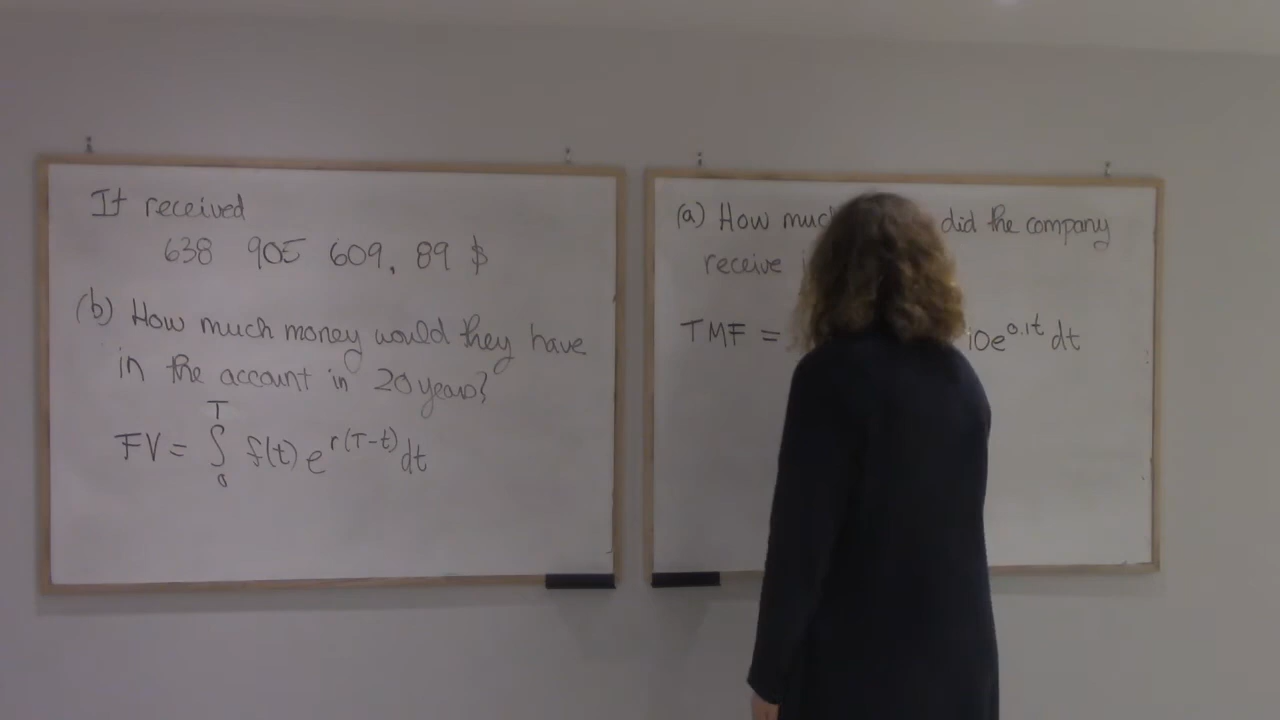 It received
638 905 609, 89 $
(b) How much money would they have
in the account in 20 years?
FV = ∫₀ᵀ f(t) e^{r(T-t)} dt
(a) How much did the company
receive
TMF = 10e^{0.1t} dt